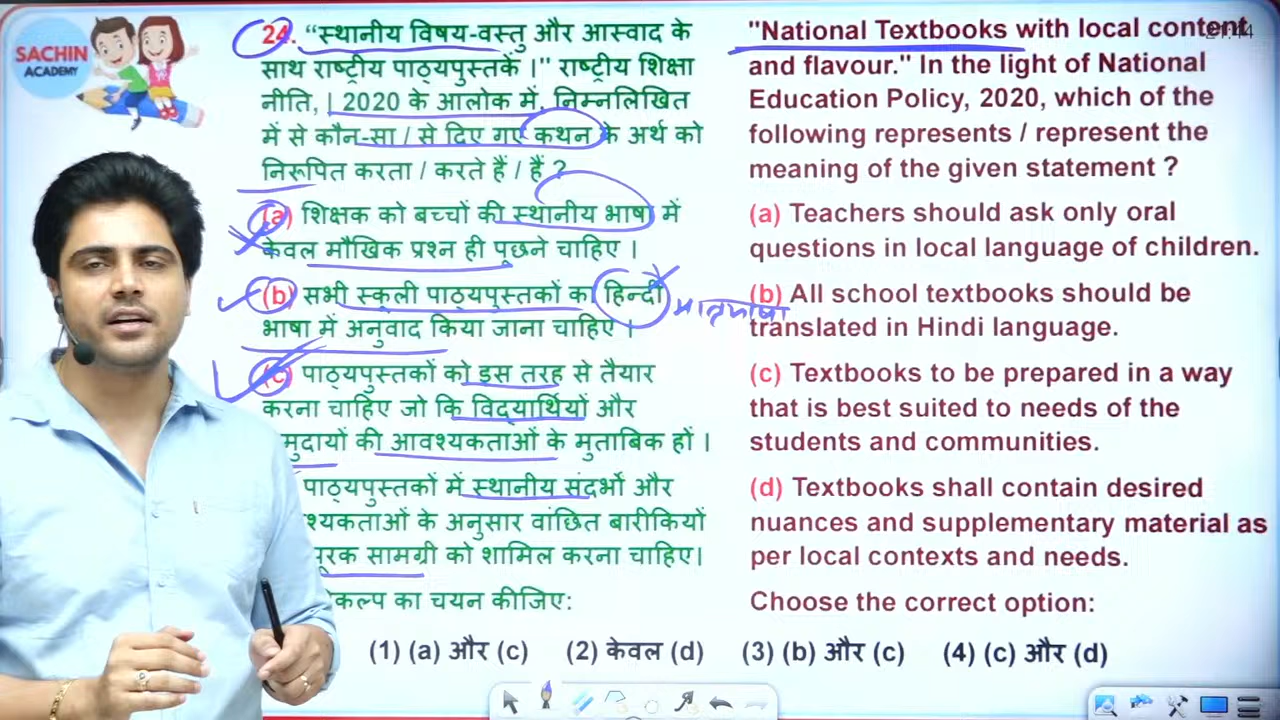 SACHIN
ACADEMY
24. “स्थानीय विषय-वस्तु और आस्वाद के
साथ राष्ट्रीय पाठ्यपुस्तकें ।" राष्ट्रीय शिक्षा
नीति, 2020 के आलोक में, निम्नलिखित
में से कौन-सा / से दिए गए कथन के अर्थ को
निरूपित करता / करते हैं / हैं ?
(a) शिक्षक को बच्चों की स्थानीय भाषा में
केवल मौखिक प्रश्न ही पूछने चाहिए ।
(b) सभी स्कूली पाठ्यपुस्तकों का हिन्दी
मातृभाषा
भाषा में अनुवाद किया जाना चाहिए ।
(c) पाठ्यपुस्तकों को इस तरह से तैयार
करना चाहिए जो कि विद्यार्थियों और
मुदायों की आवश्यकताओं के मुताबिक हों ।
पाठ्यपुस्तकों में स्थानीय संदर्भो और
श्यकताओं के अनुसार वांछित बारीकियों
पूरक सामग्री को शामिल करना चाहिए।
कल्प का चयन कीजिए:
"National Textbooks with local content
and flavour." In the light of National
Education Policy, 2020, which of the
following represents / represent the
meaning of the given statement ?
(a) Teachers should ask only oral
questions in local language of children.
(b) All school textbooks should be
translated in Hindi language.
(c) Textbooks to be prepared in a way
that is best suited to needs of the
students and communities.
(d) Textbooks shall contain desired
nuances and supplementary material as
per local contexts and needs.
Choose the correct option:
(1) (a) और (c) (2) केवल (d) (3) (b) और (c) (4) (c) और (d)